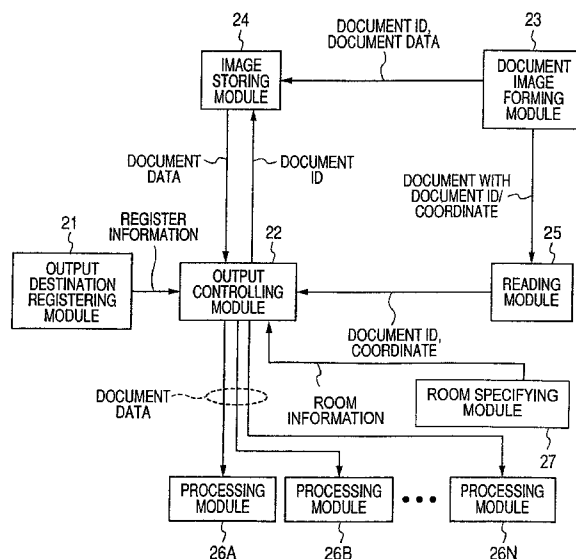 24
IMAGE
STORING
MODULE
DOCUMENT ID,
DOCUMENT DATA
23
DOCUMENT
IMAGE
FORMING
MODULE
DOCUMENT
DATA
DOCUMENT
ID
DOCUMENT WITH
DOCUMENT ID/
COORDINATE
21
REGISTER
INFORMATION
OUTPUT
DESTINATION
REGISTERING
MODULE
22
OUTPUT
CONTROLLING
MODULE
25
READING
MODULE
DOCUMENT ID,
COORDINATE
DOCUMENT
DATA
ROOM
INFORMATION
ROOM SPECIFYING
MODULE
27
PROCESSING
MODULE
26A
PROCESSING
MODULE
26B
PROCESSING
MODULE
26N